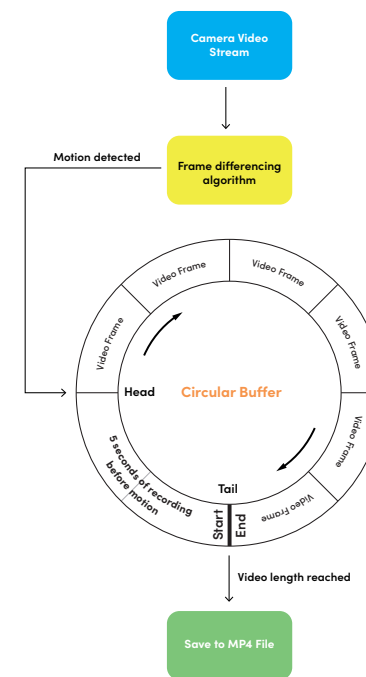 Camera Video
Stream
Motion detected
Frame differencing
algorithm
Video Frame
Video Frame
Video Frame
Video Frame
Head
Circular Buffer
Video Frame
5 seconds of recording
before motion
Tail
Start
End
Video Frame
Video length reached
Save to MP4 File